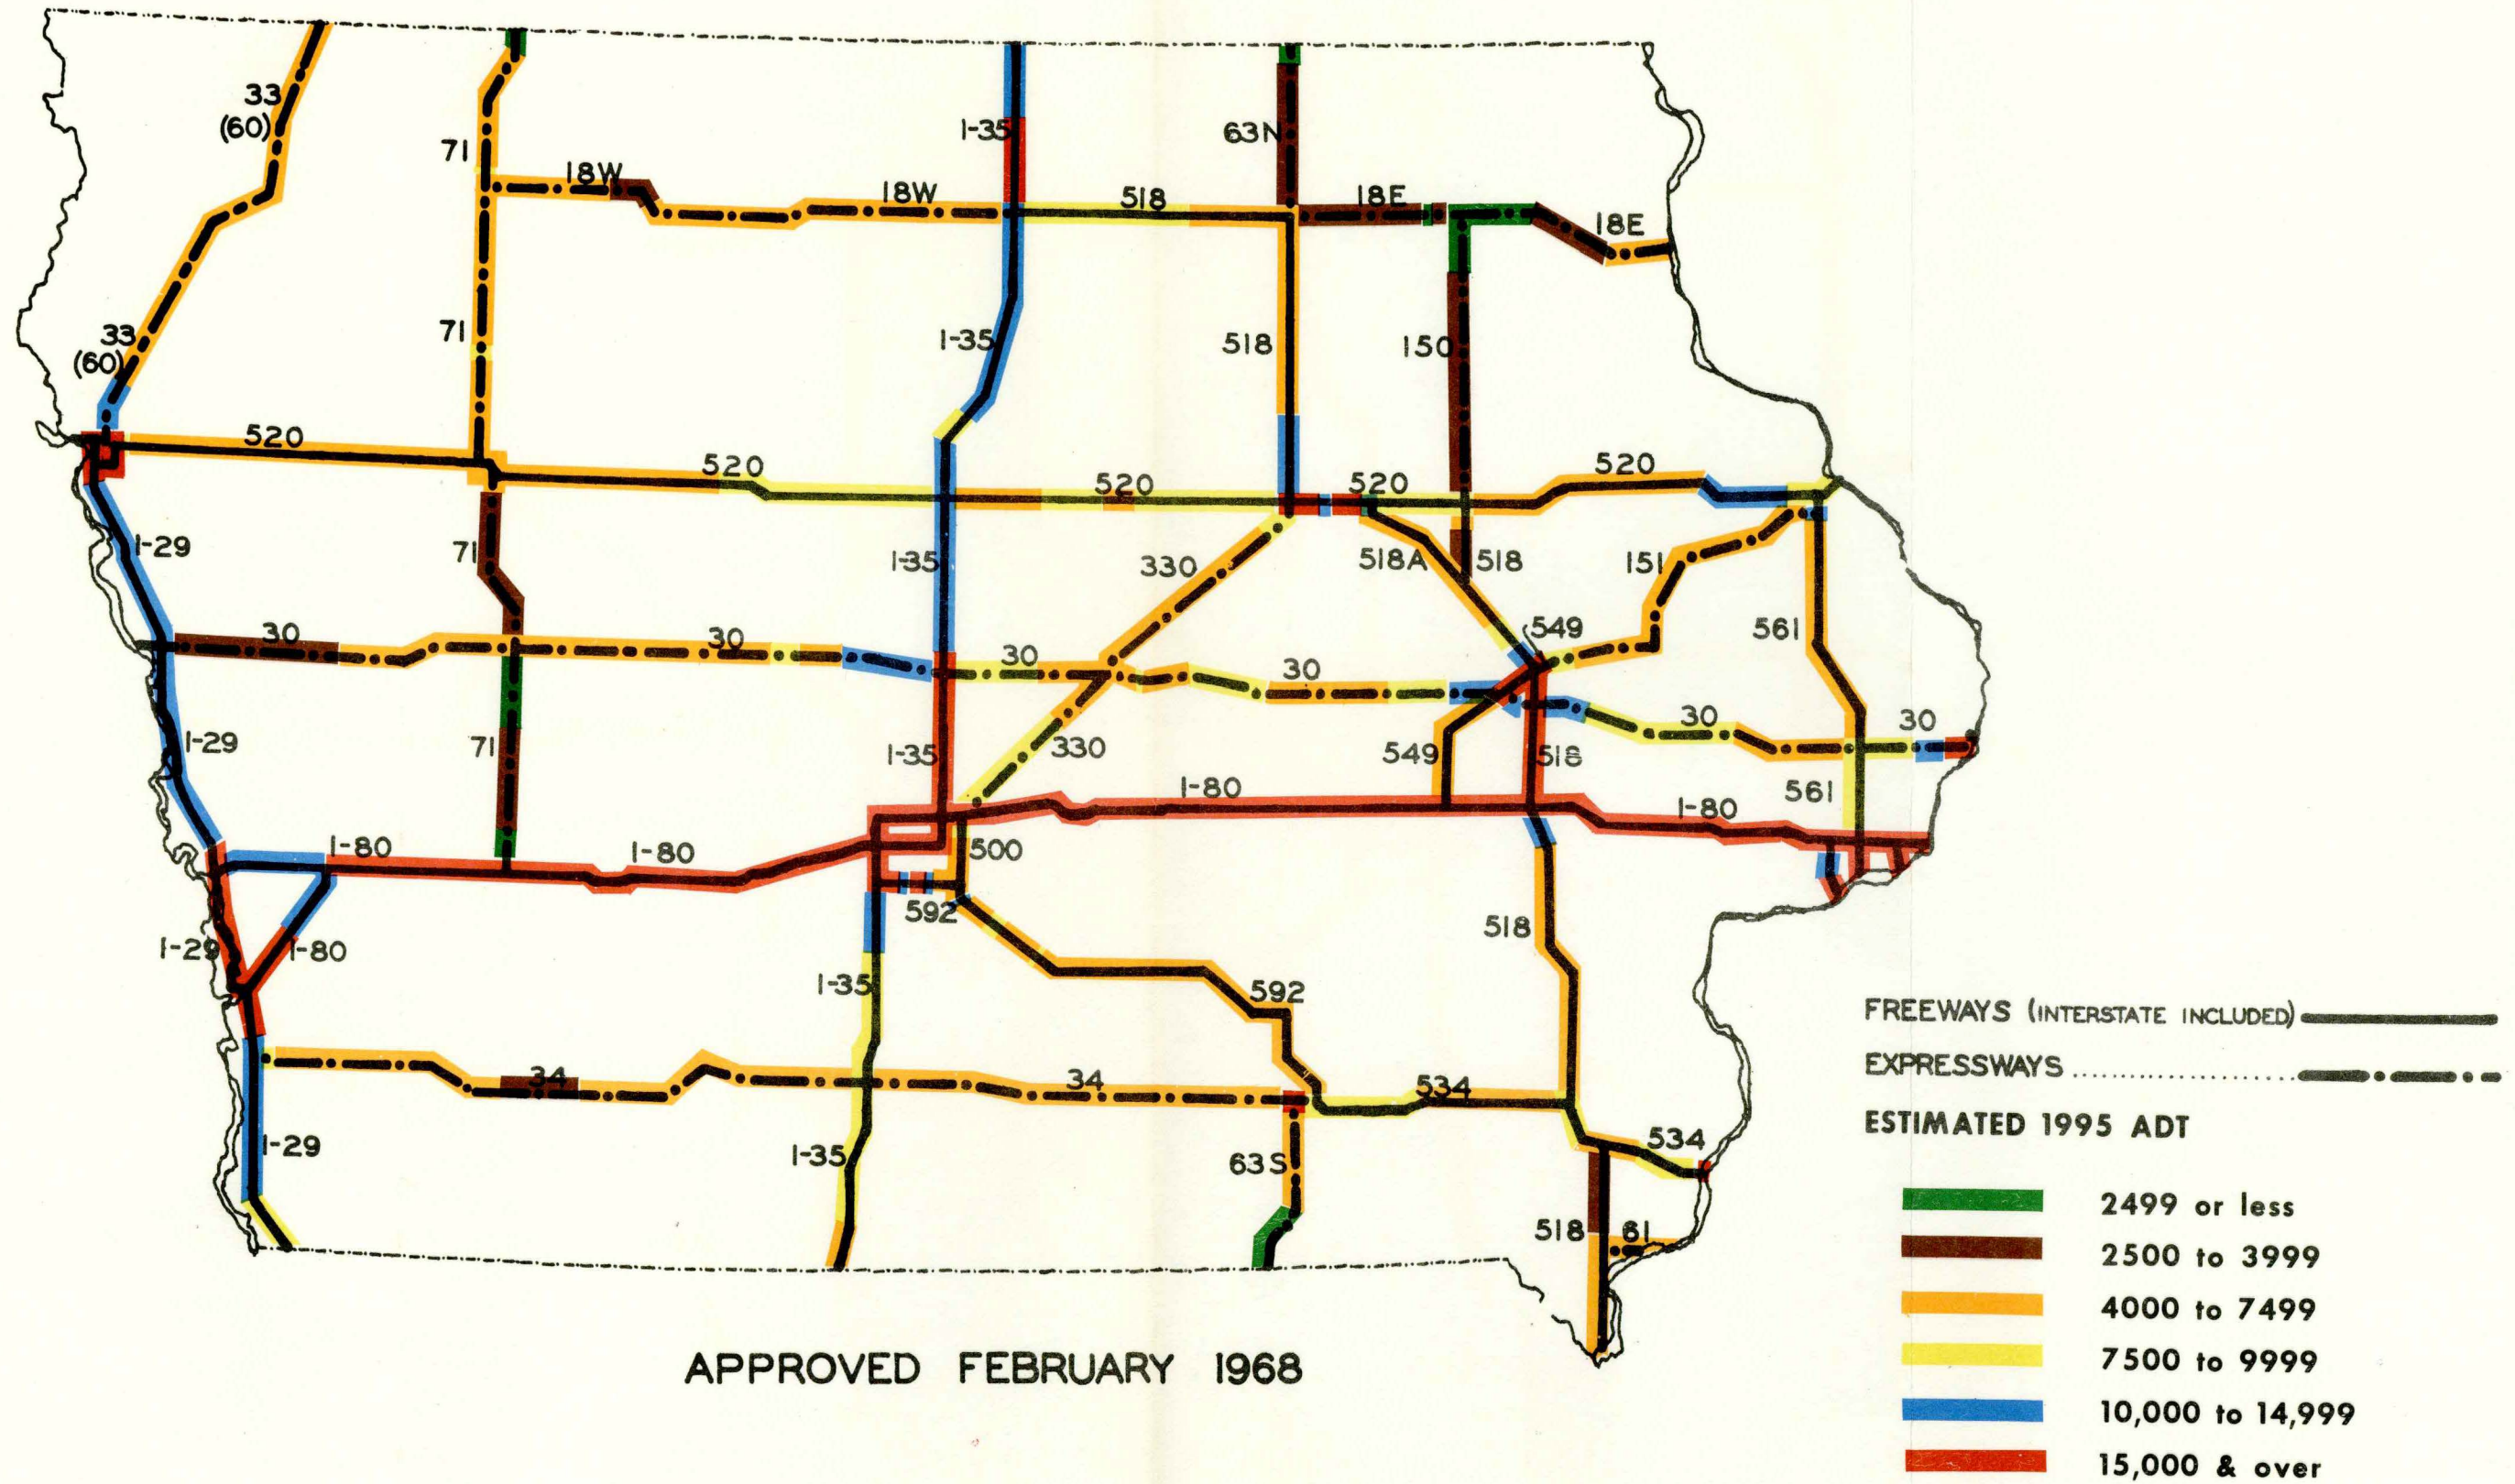 33
(60)
71
18W
18W
I-35
518
63N
18E
18E
33
(60)
71
I-35
518
150
520
520
520
520
520
I-29
71
I-35
330
518A
518
151
549
561
30
30
30
30
30
30
I-29
71
I-35
330
549
518
561
I-80
I-80
I-80
I-80
500
592
I-29
I-80
I-35
592
518
34
34
534
534
I-29
I-35
63S
518
61
FREEWAYS (INTERSTATE INCLUDED)
EXPRESSWAYS ......................
ESTIMATED 1995 ADT
2499 or less
2500 to 3999
4000 to 7499
7500 to 9999
10,000 to 14,999
15,000 & over
APPROVED FEBRUARY 1968